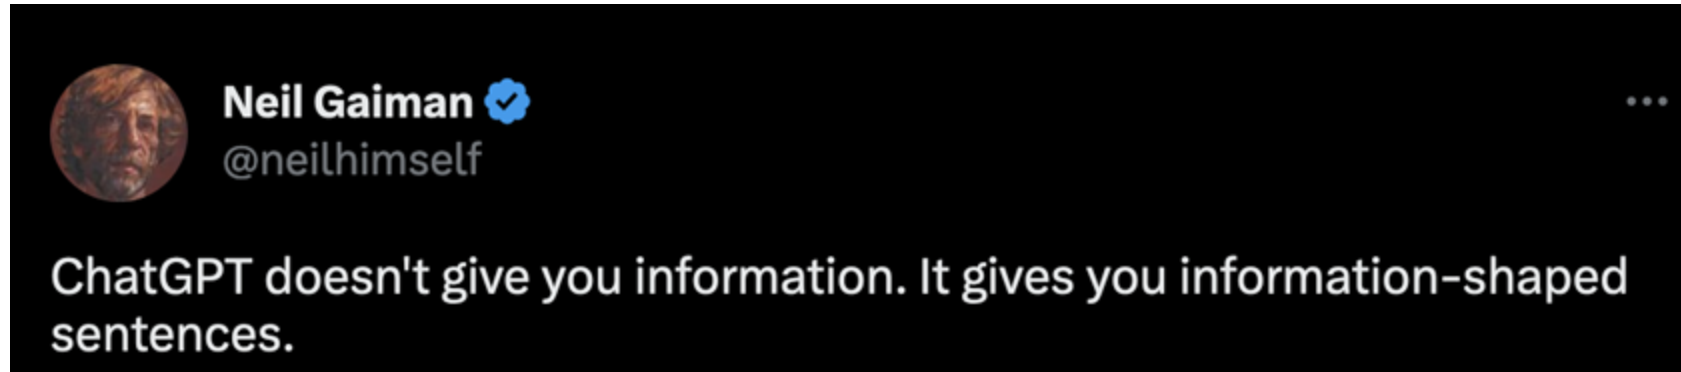 Neil Gaiman
@neilhimself
ChatGPT doesn't give you information. It gives you information-shaped
sentences.